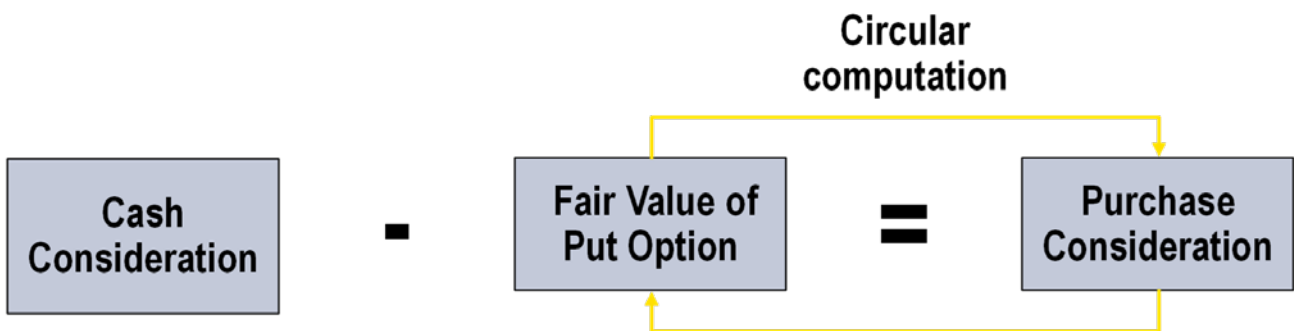 Circular
computation
Cash
Consideration
-
Fair Value of
Put Option
=
Purchase
Consideration